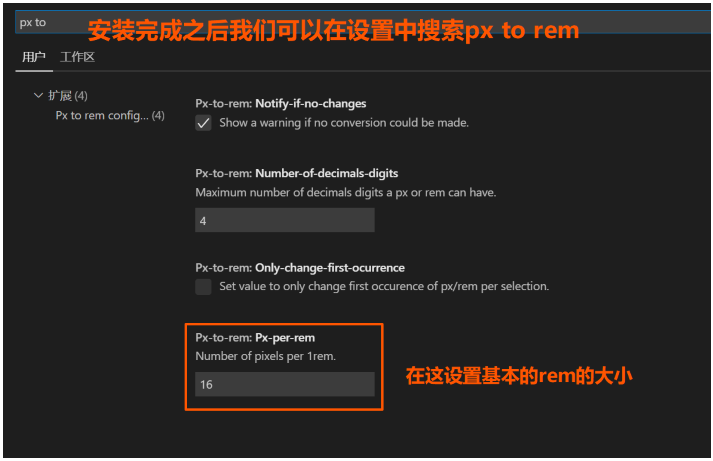 px to
安装完成之后我们可以在设置中搜索px to rem
用户 工作区
扩展 (4)
Px to rem config... (4)
Px-to-rem: Notify-if-no-changes
Show a warning if no conversion could be made.
Px-to-rem: Number-of-decimals-digits
Maximum number of decimals digits a px or rem can have.
4
Px-to-rem: Only-change-first-ocurrence
Set value to only change first occurence of px/rem per selection.
Px-to-rem: Px-per-rem
Number of pixels per 1rem.
16
在这设置基本的rem的大小